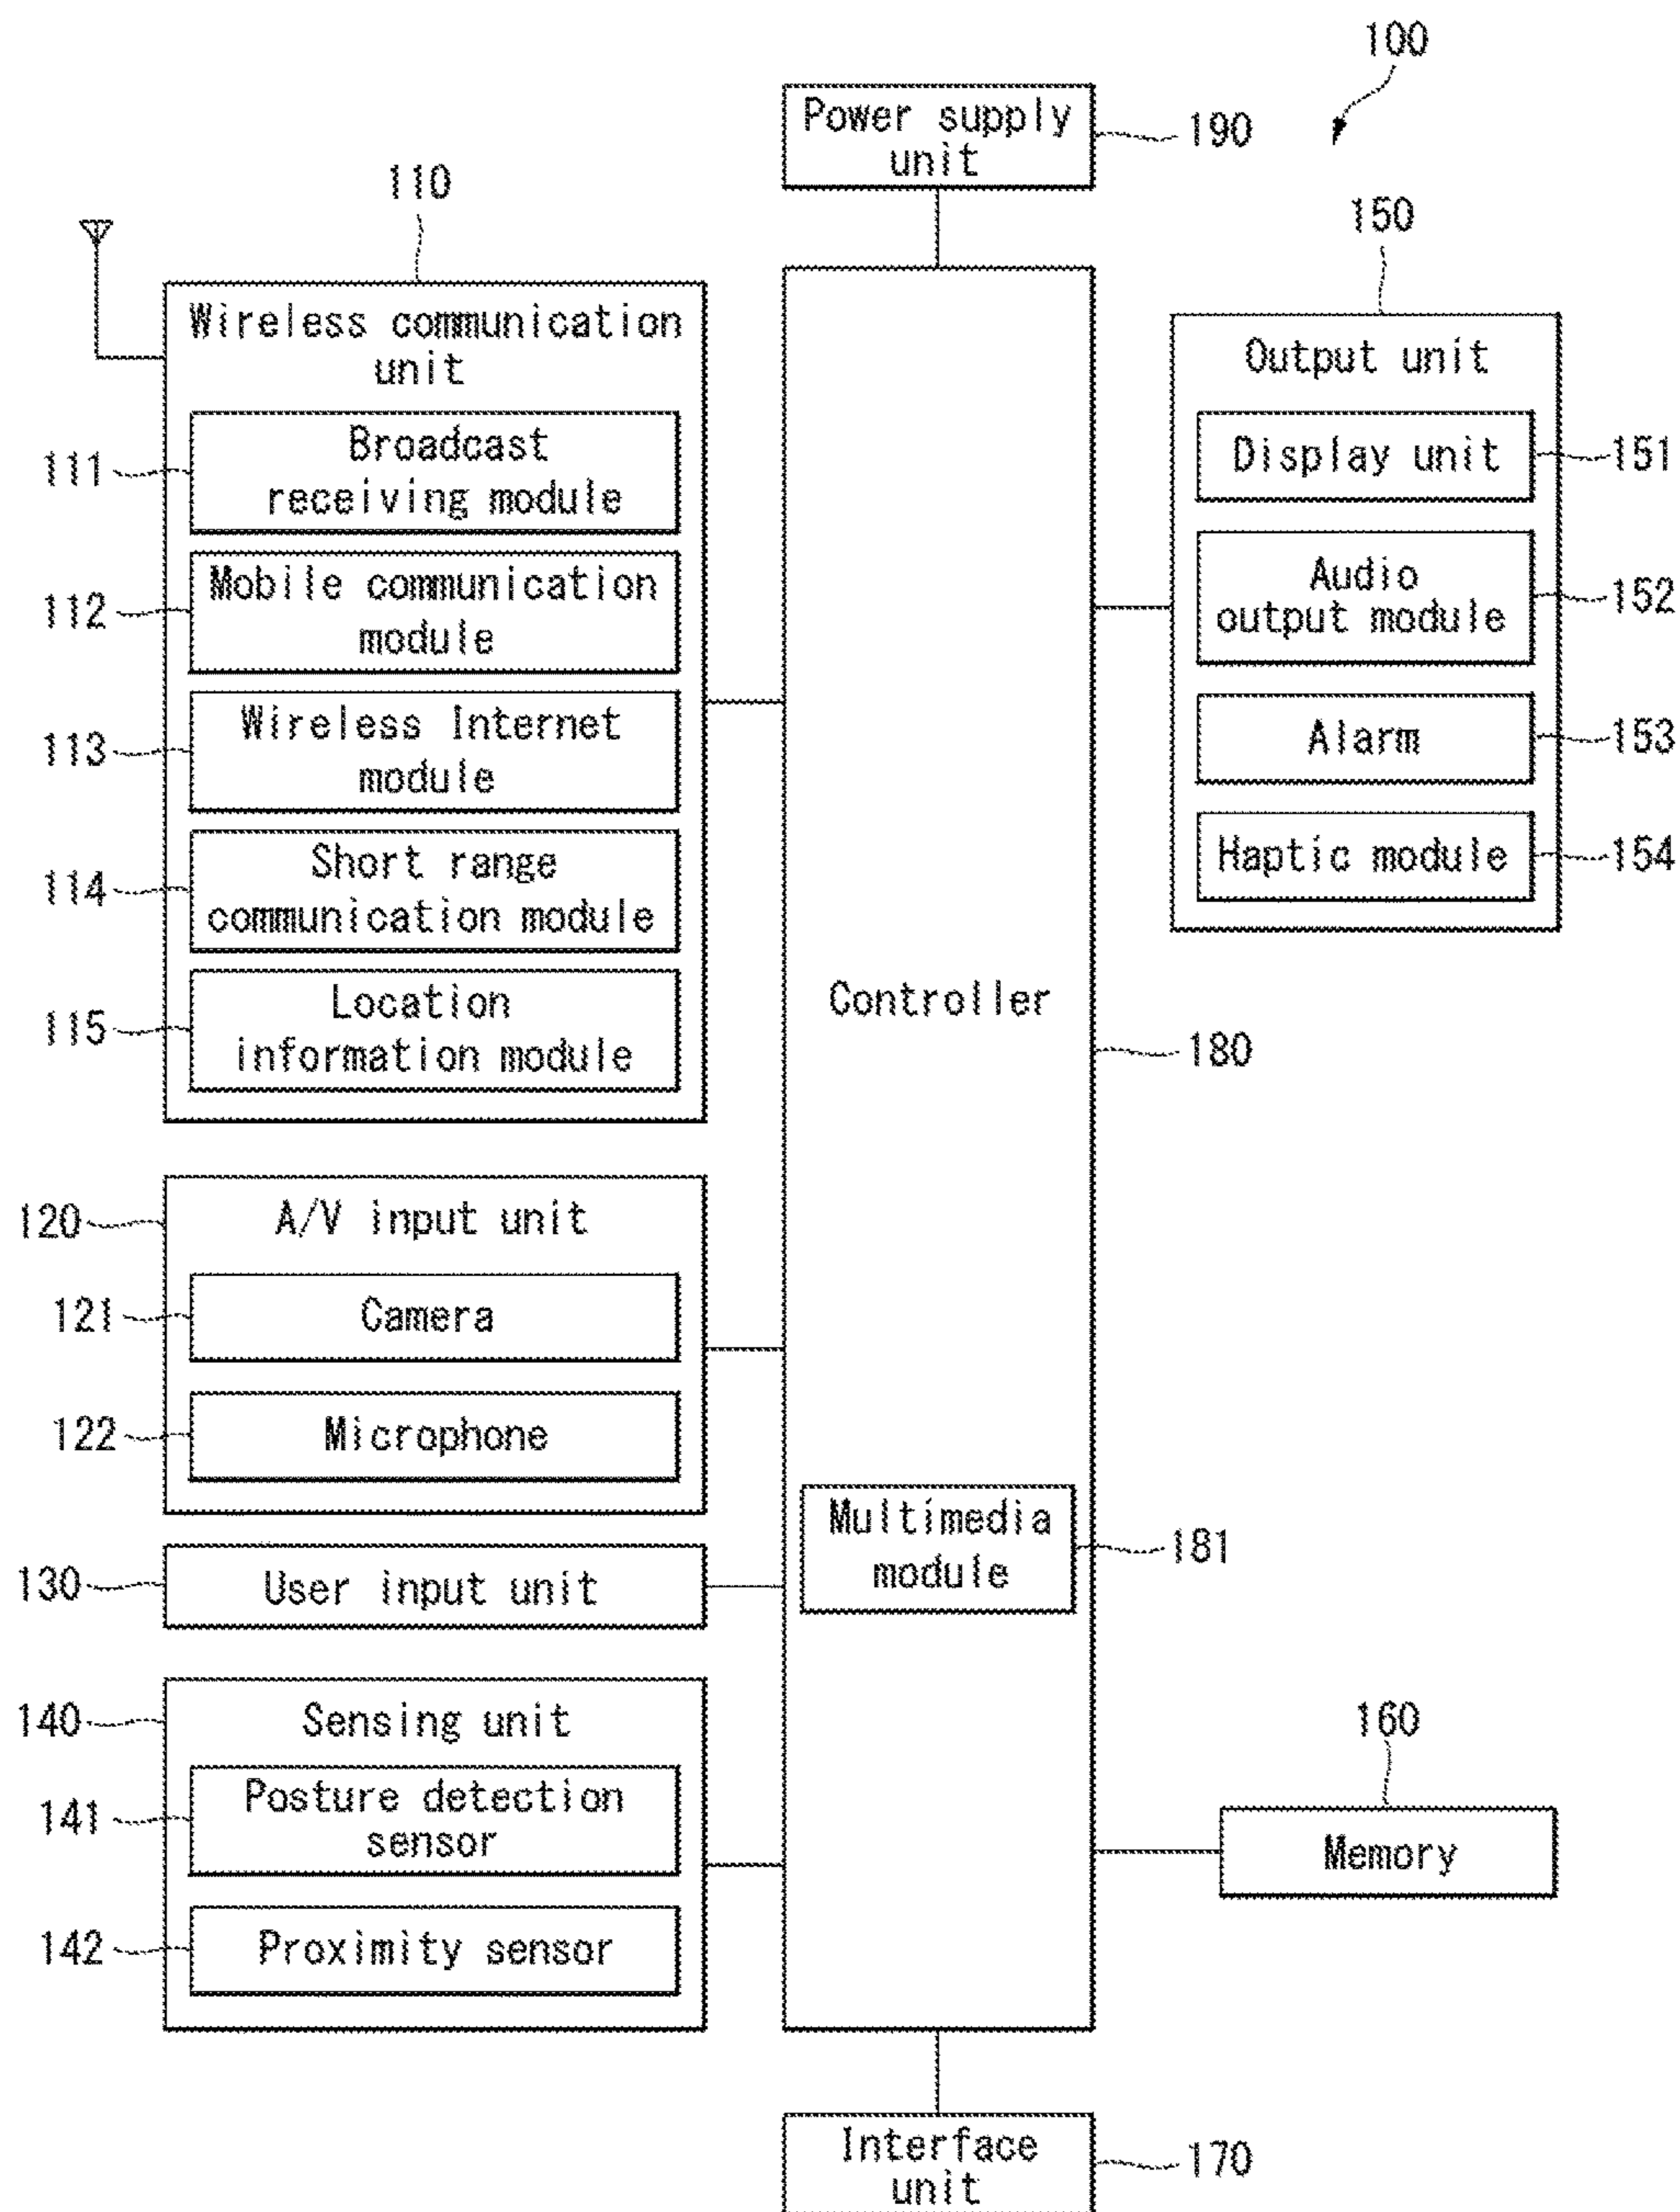 100
Power supply
unit
190
110
150
Wireless communication
unit
Output unit
Broadcast
receiving module
111
Display unit
151
Mobile communication
module
112
Audio
output module
152
Wireless Internet
module
113
Alarm
153
Short range
communication module
114
Haptic module
154
Location
information module
115
Controller
180
120
A/V input unit
121
Camera
122
Microphone
Multimedia
module
181
130
User input unit
140
Sensing unit
160
141
Posture detection
sensor
Memory
142
Proximity sensor
Interface
unit
170